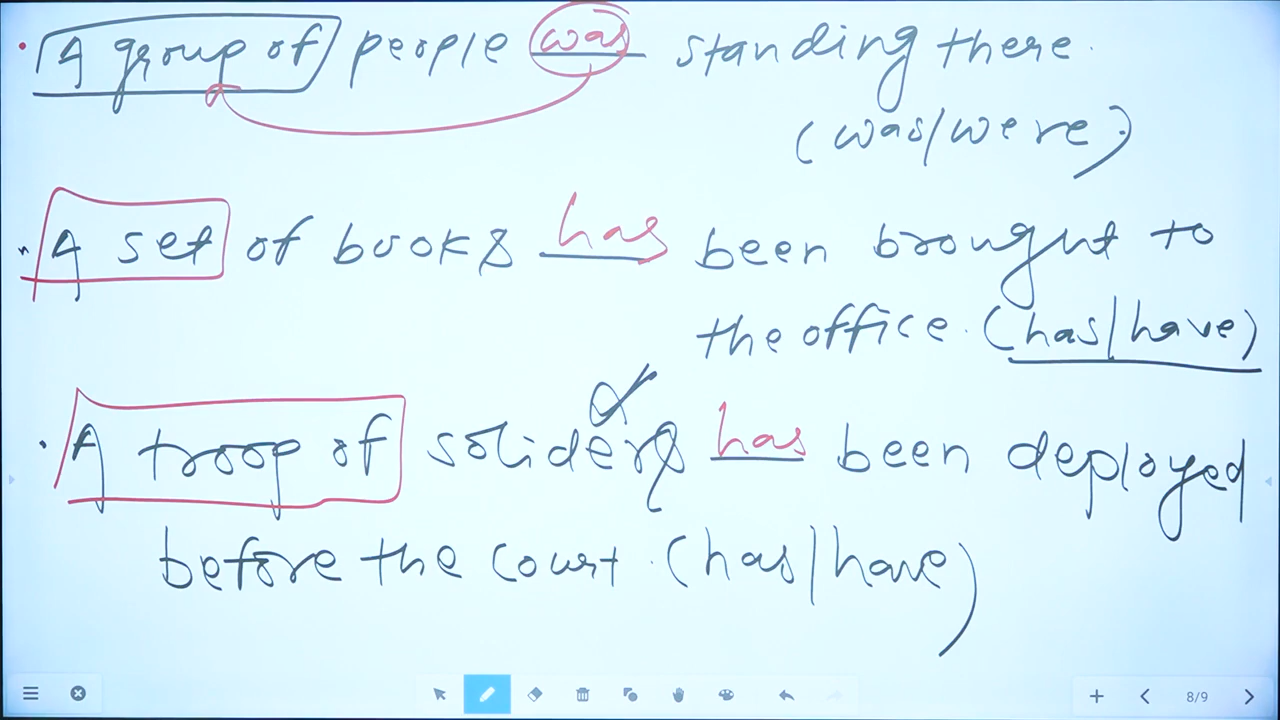 A group of people was standing there.
(was/were)
A set of books has been brought to
the office. (has/have)
A troop of soliders has been deployed
before the court. (has/have)
8/9